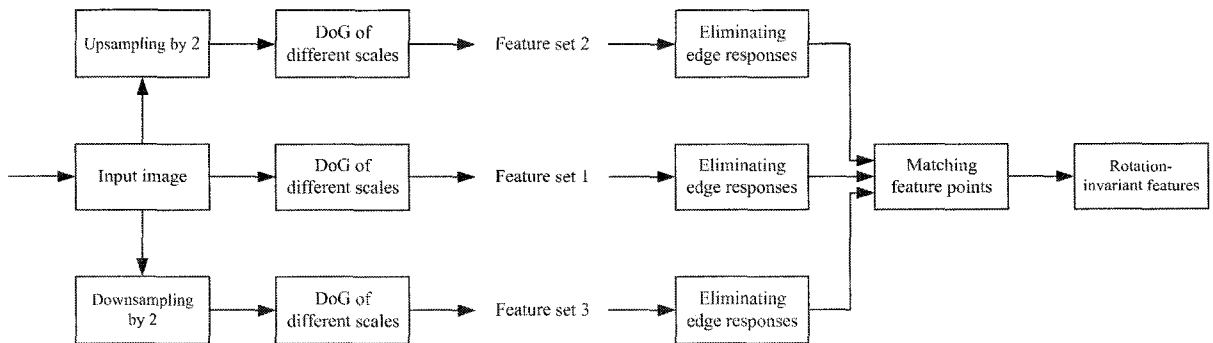 Upsampling by 2
DoG of
different scales
Feature set 2
Eliminating
edge responses
Input image
DoG of
different scales
Feature set 1
Eliminating
edge responses
Matching
feature points
Rotation-
invariant features
Downsampling
by 2
DoG of
different scales
Feature set 3
Eliminating
edge responses